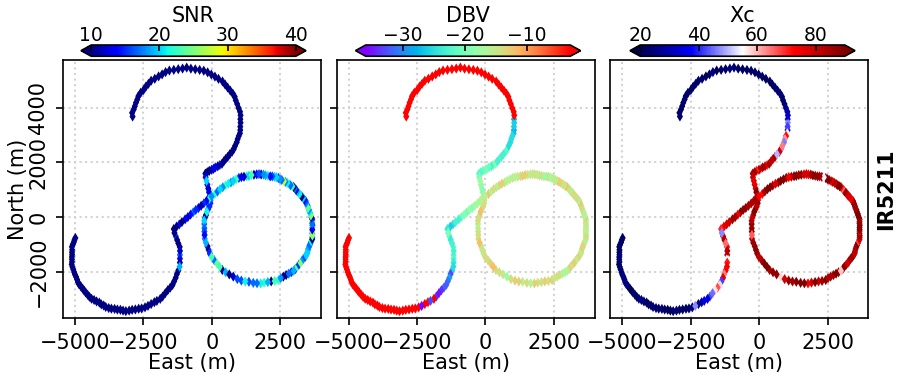 SNR DBV Xc
10 20 30 40 −30 −20 −10 20 40 60 80
4000
2000
0
−2000
North (m)
IR5211
−5000 −2500 0 2500 −5000 −2500 0 2500 −5000 −2500 0 2500
East (m) East (m) East (m)